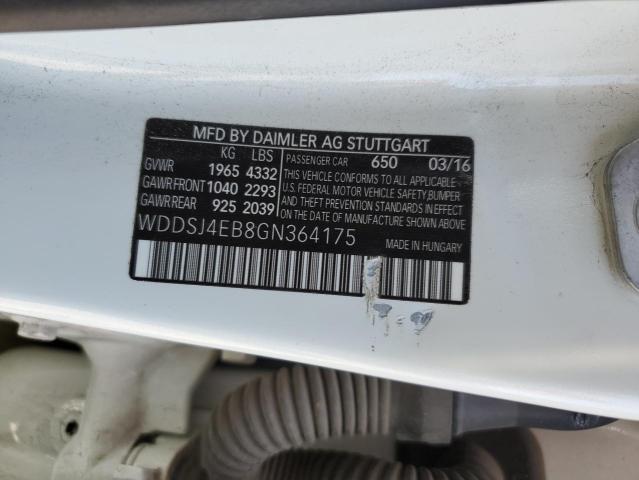 MFD BY DAIMLER AG STUTTGART
KG LBS
GVWR 1965 4332
GAWR FRONT 1040 2293
GAWR REAR 925 2039
PASSENGER CAR 650 03/16
THIS VEHICLE CONFORMS TO ALL APPLICABLE
U.S. FEDERAL MOTOR VEHICLE SAFETY, BUMPER,
AND THEFT PREVENTION STANDARDS IN EFFECT
ON THE DATE OF MANUFACTURE SHOWN ABOVE
WDDSJ4EB8GN364175
MADE IN HUNGARY